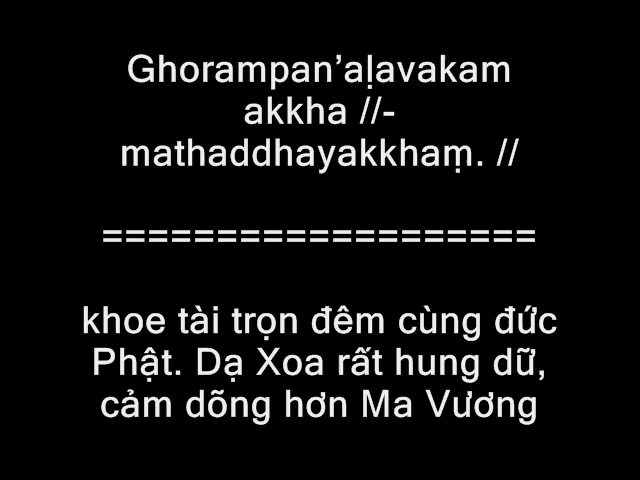 Ghorampan’aḷavakam
akkha //-
mathaddhayakkhaṃ. //
===================
khoe tài trọn đêm cùng đức
Phật. Dạ Xoa rất hung dữ,
cảm dõng hơn Ma Vương